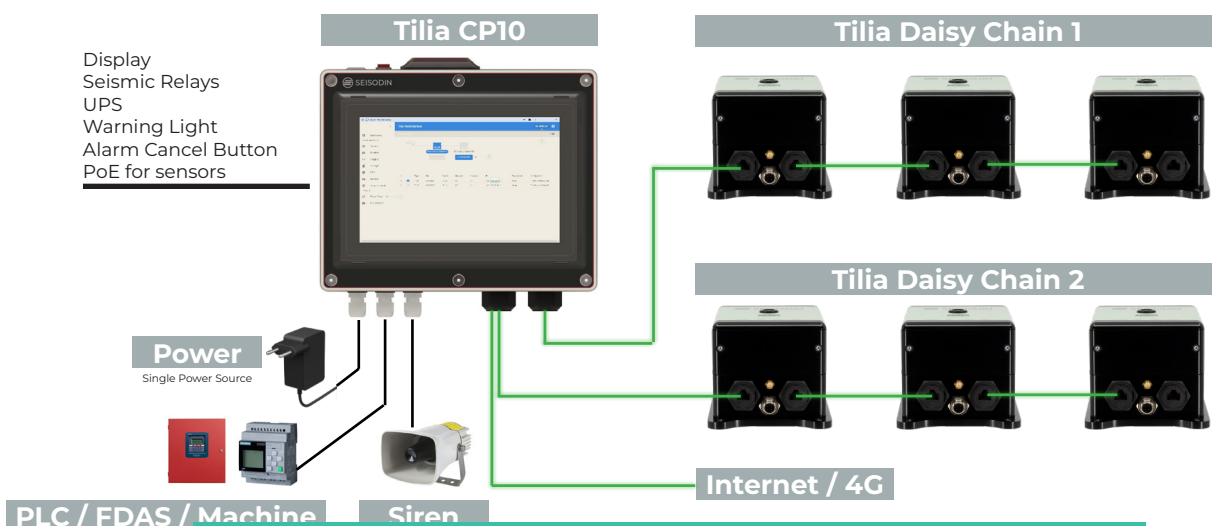 Tilia CP10
Tilia Daisy Chain 1
Display
Seismic Relays
UPS
Warning Light
Alarm Cancel Button
PoE for sensors
SEISODIN
Tilia Daisy Chain 2
Power
Single Power Source
Internet / 4G
PLC / FDAS / Machine
Siren